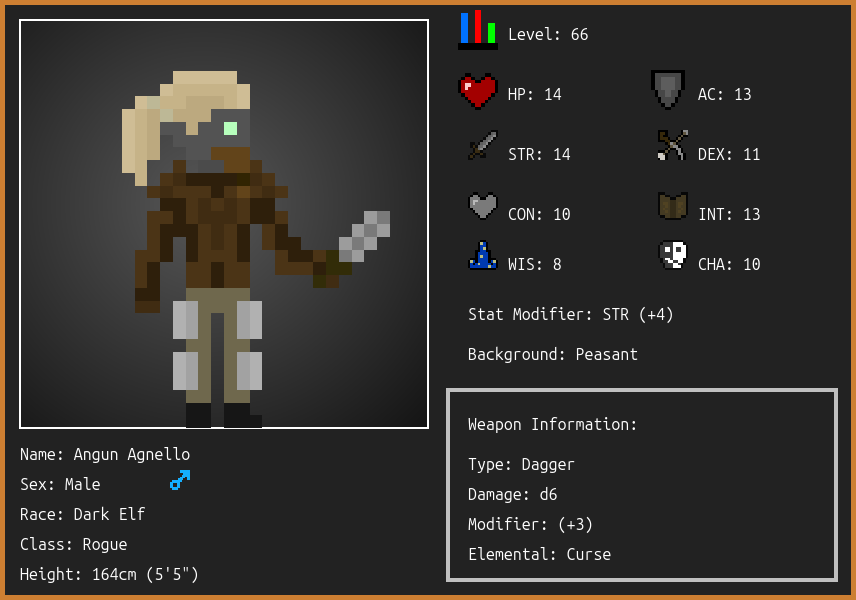 Level: 66
HP: 14
AC: 13
STR: 14
DEX: 11
CON: 10
INT: 13
WIS: 8
CHA: 10
Stat Modifier: STR (+4)
Background: Peasant
Weapon Information:
Type: Dagger
Damage: d6
Modifier: (+3)
Elemental: Curse
Name: Angun Agnello
Sex: Male
Race: Dark Elf
Class: Rogue
Height: 164cm (5'5")